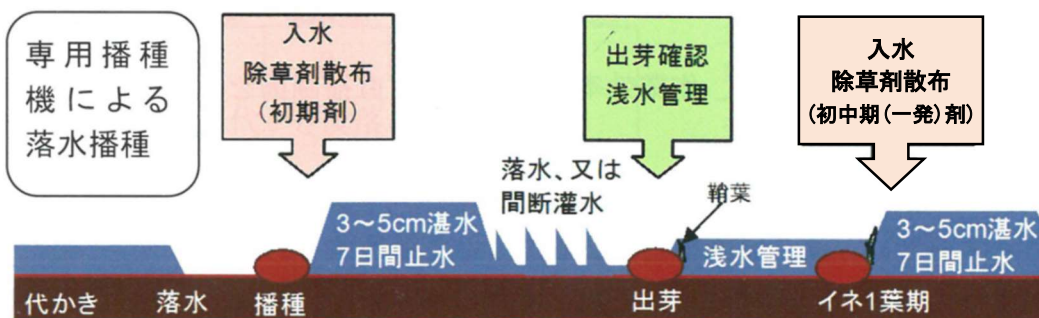 専用播種
機による
落水播種
入水
除草剤散布
(初期剤)
出芽確認
浅水管理
入水
除草剤散布
(初中期(一発)剤)
落水、又は
間断灌水
鞘葉
3～5cm湛水
7日間止水
浅水管理
3～5cm湛水
7日間止水
代かき
落水
播種
出芽
イネ1葉期